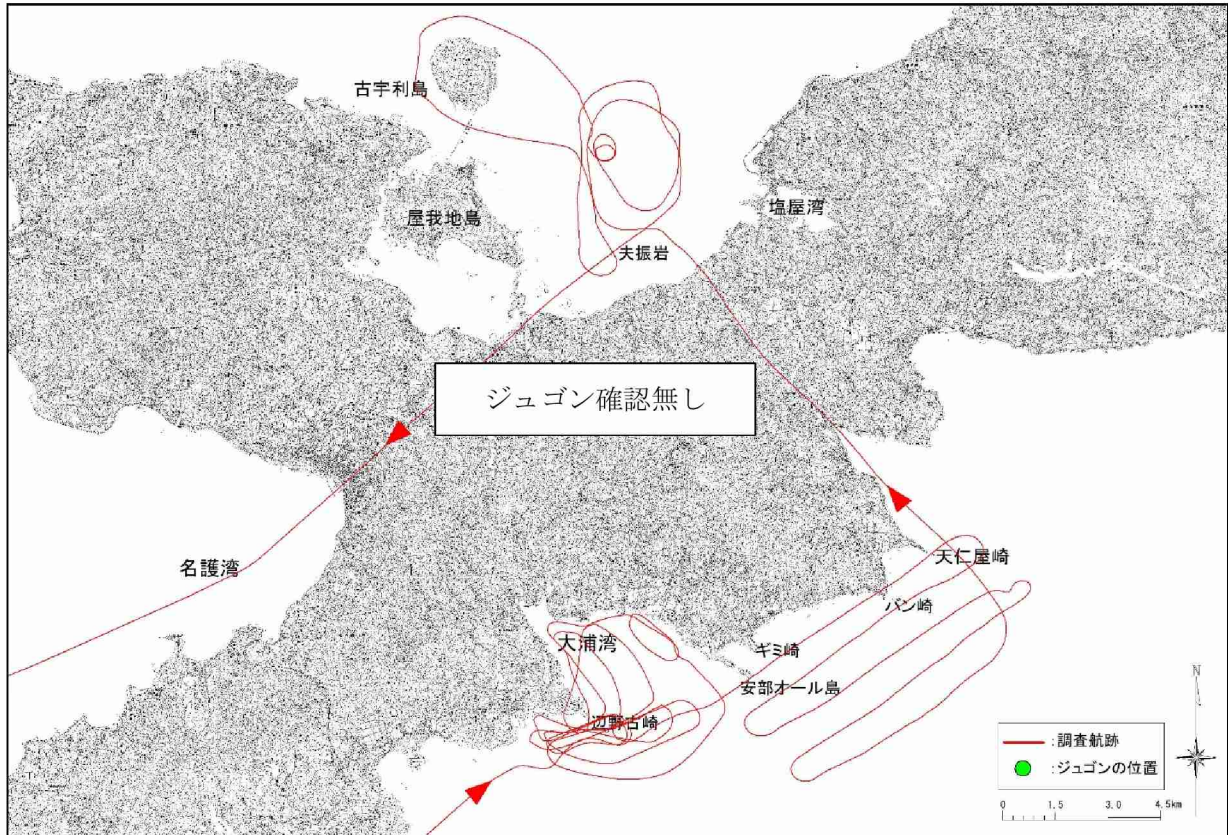 古宇利島
屋我地島
塩屋湾
夫振岩
ジュゴン確認無し
名護湾
天仁屋崎
バン崎
大浦湾
ギミ崎
安部オール島
辺野古崎
:調査航跡
:ジュゴンの位置
0 1.5 3.0 4.5km
N